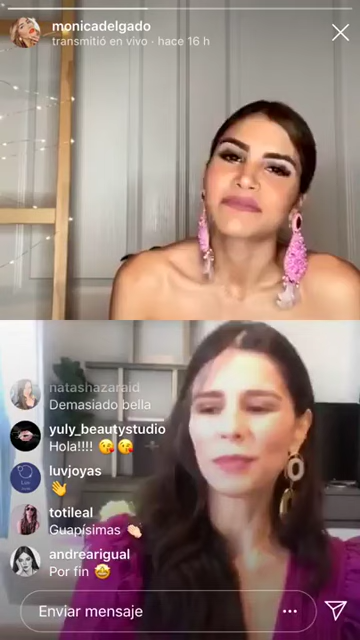 monicadelgado
transmitió en vivo · hace 16 h
natashazaraid
Demasiado bella
yuly_beautystudio
Hola!!!! 😘 😘
luvjoyas
👋
totileal
Guapísimas 👏🏻
andrearigual
Por fin 🤩
Enviar mensaje